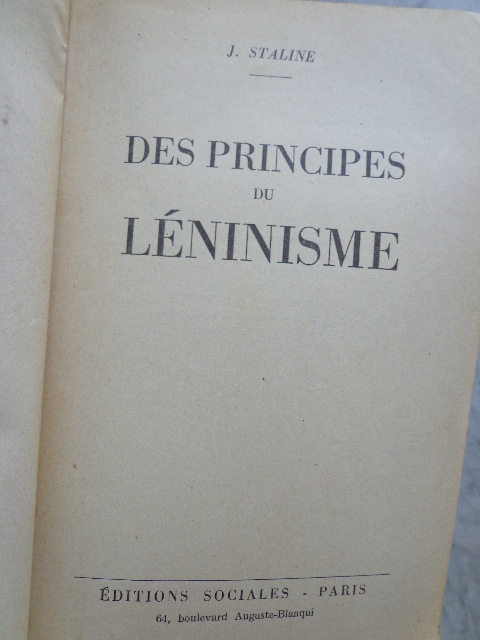 J. STALINE
DES PRINCIPES
DU
LÉNINISME
ÉDITIONS SOCIALES - PARIS
64, boulevard Auguste-Blanqui